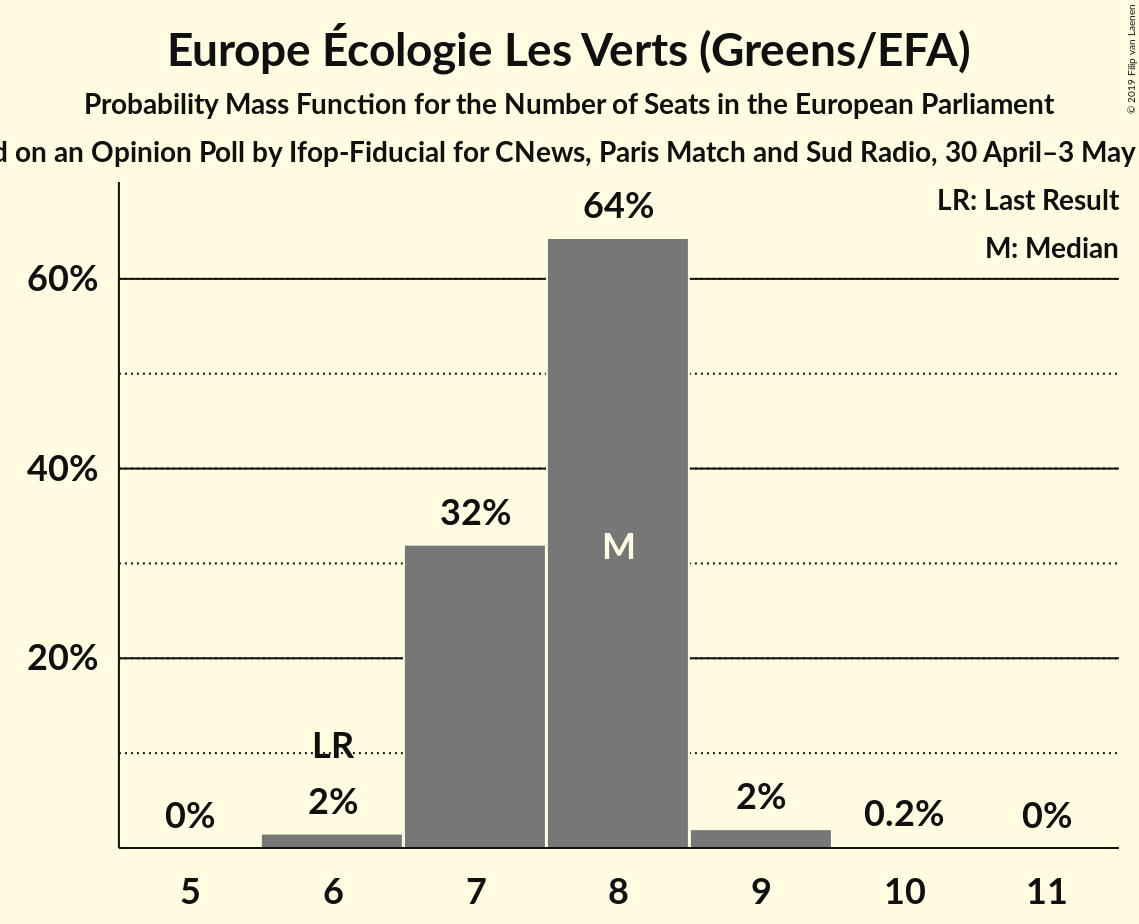 Europe Écologie Les Verts (Greens/EFA)
Probability Mass Function for the Number of Seats in the European Parliament
on an Opinion Poll by Ifop-Fiducial for CNews, Paris Match and Sud Radio, 30 April–3 May
© 2019 Filip van Laenen
LR: Last Result
M: Median
64%
60%
40%
32%
M
20%
LR
0%
2%
2%
0.2%
0%
5 6 7 8 9 10 11